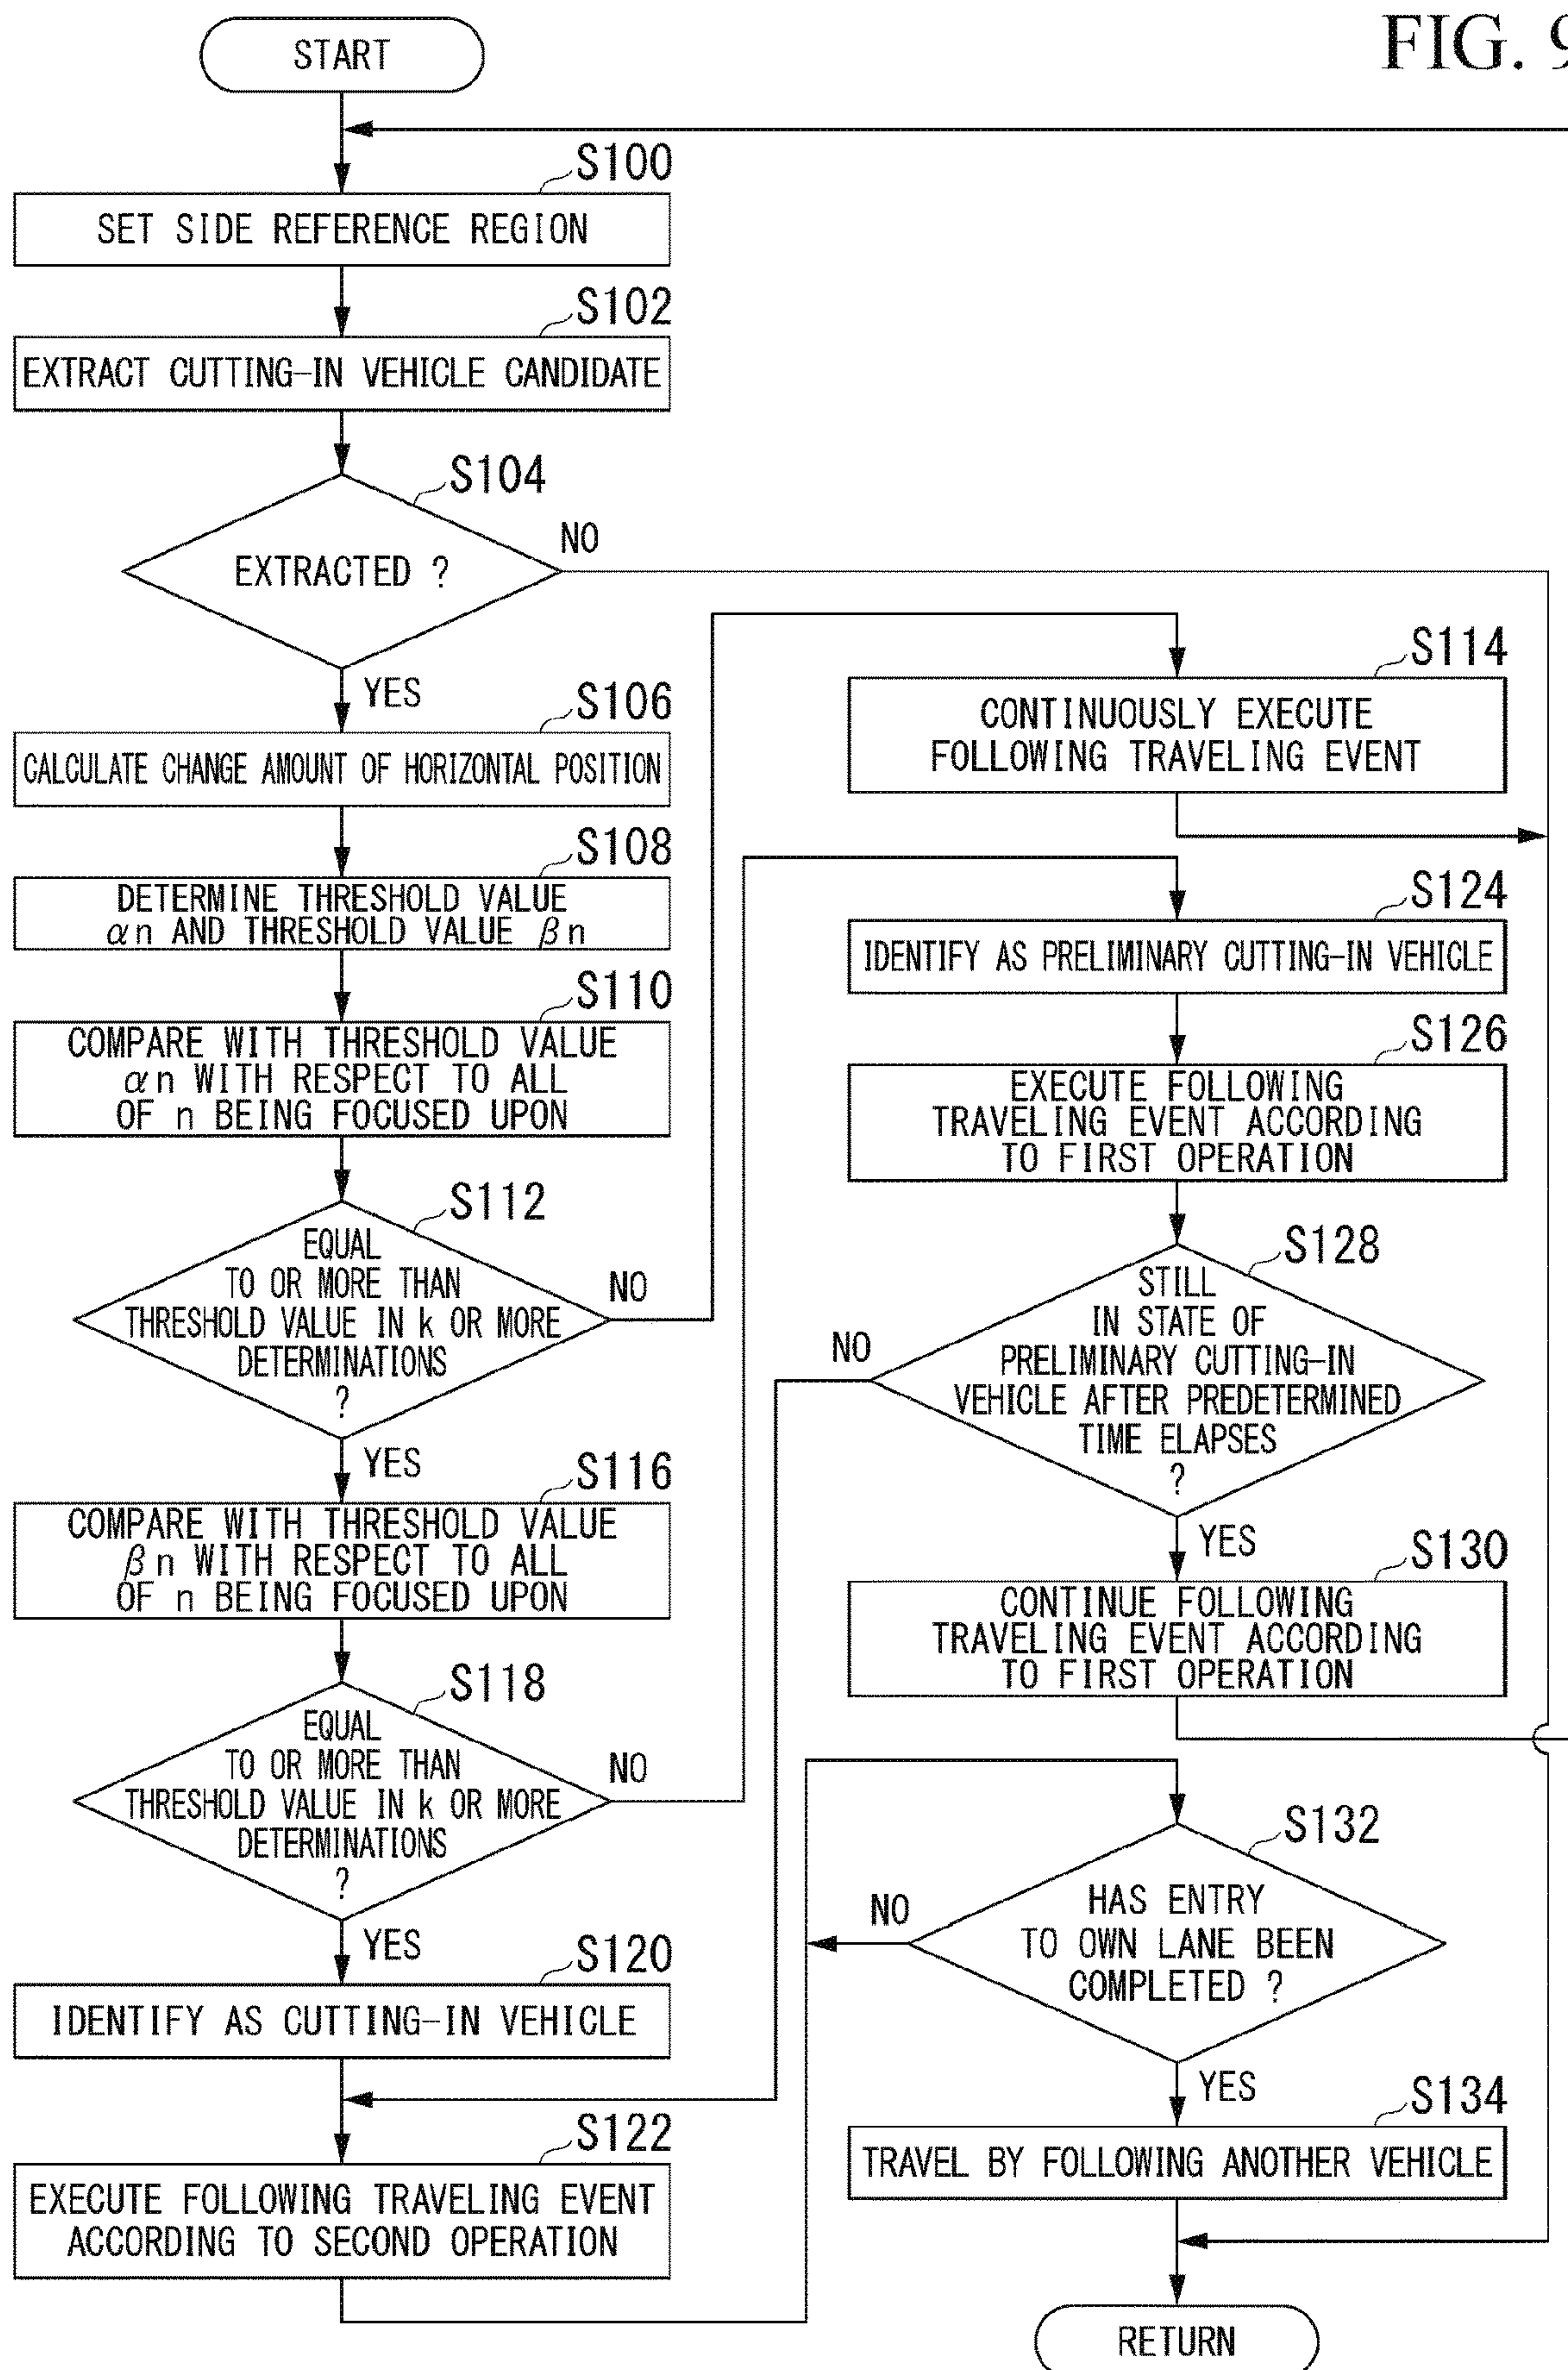 FIG. 9
START
S100
SET SIDE REFERENCE REGION
S102
EXTRACT CUTTING-IN VEHICLE CANDIDATE
S104
EXTRACTED ?
NO
YES
S106
CALCULATE CHANGE AMOUNT OF HORIZONTAL POSITION
S108
DETERMINE THRESHOLD VALUE
αn AND THRESHOLD VALUE βn
S110
COMPARE WITH THRESHOLD VALUE
αn WITH RESPECT TO ALL
OF n BEING FOCUSED UPON
S112
EQUAL
TO OR MORE THAN
THRESHOLD VALUE IN k OR MORE
DETERMINATIONS
?
NO
YES
S116
COMPARE WITH THRESHOLD VALUE
βn WITH RESPECT TO ALL
OF n BEING FOCUSED UPON
S118
EQUAL
TO OR MORE THAN
THRESHOLD VALUE IN k OR MORE
DETERMINATIONS
?
NO
YES
S120
IDENTIFY AS CUTTING-IN VEHICLE
S122
EXECUTE FOLLOWING TRAVELING EVENT
ACCORDING TO SECOND OPERATION
S114
CONTINUOUSLY EXECUTE
FOLLOWING TRAVELING EVENT
S124
IDENTIFY AS PRELIMINARY CUTTING-IN VEHICLE
S126
EXECUTE FOLLOWING
TRAVELING EVENT ACCORDING
TO FIRST OPERATION
S128
STILL
IN STATE OF
PRELIMINARY CUTTING-IN
VEHICLE AFTER PREDETERMINED
TIME ELAPSES
?
NO
YES
S130
CONTINUE FOLLOWING
TRAVELING EVENT ACCORDING
TO FIRST OPERATION
S132
HAS ENTRY
TO OWN LANE BEEN
COMPLETED ?
NO
YES
S134
TRAVEL BY FOLLOWING ANOTHER VEHICLE
RETURN